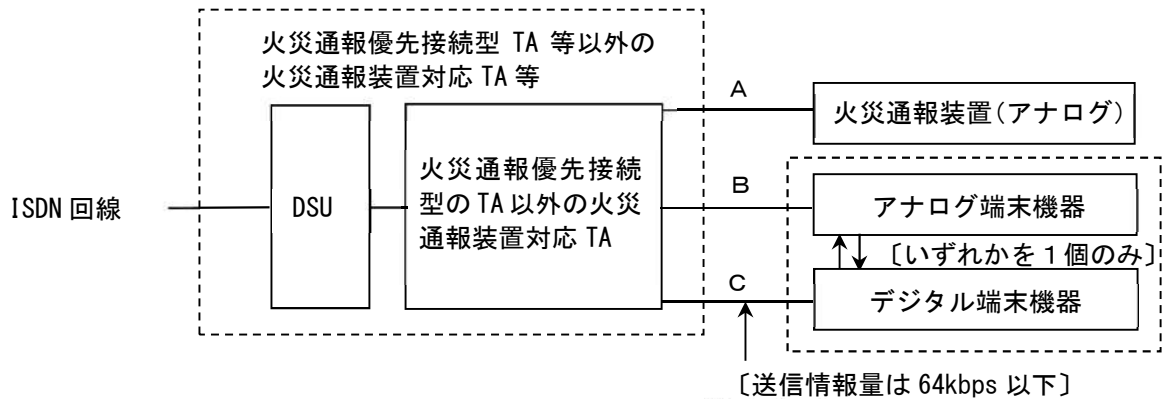 火災通報優先接続型 TA 等以外の
火災通報装置対応 TA 等
A
火災通報装置(アナログ)
ISDN 回線
DSU
火災通報優先接続
型の TA 以外の火災
通報装置対応 TA
B
アナログ端末機器
〔いずれかを１個のみ〕
C
デジタル端末機器
〔送信情報量は 64kbps 以下〕